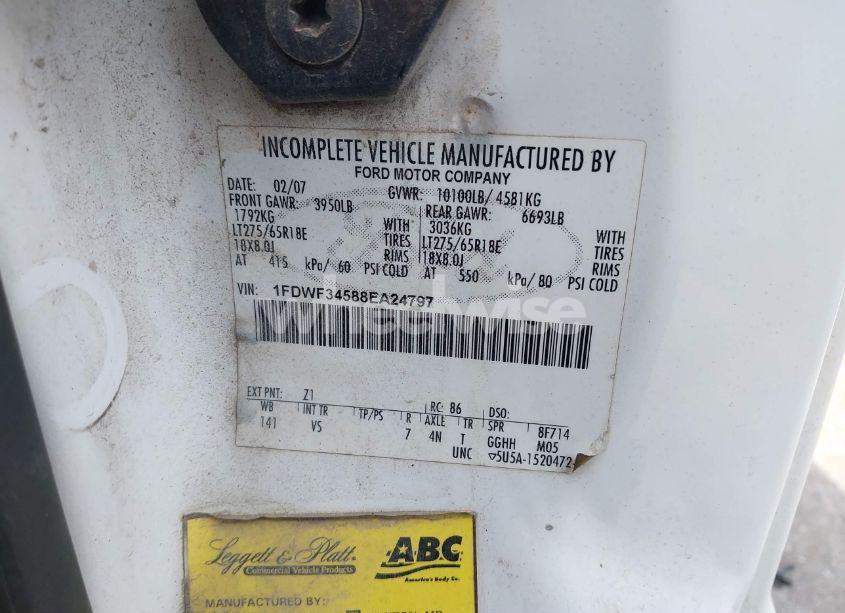 INCOMPLETE VEHICLE MANUFACTURED BY
FORD MOTOR COMPANY
DATE: 02/07 GVWR: 10100LB/ 4581KG
FRONT GAWR: 3950LB REAR GAWR: 6693LB
1792KG WITH 3036KG WITH
LT275/65R18E TIRES LT275/65R18E TIRES
18X8.0J RIMS 18X8.0J RIMS
AT 415 kPa/ 60 PSI COLD AT 550 kPa/ 80 PSI COLD
VIN: 1FDWF34588EA24797
wheelwise
EXT PNT: Z1 RC: 86 DSO:
WB INT TR TP/PS R AXLE TR SPR 8F714
141 VS 7 4N T GGHH M05
UNC ▽5U5A-1520472-
Leggett & Platt
Commercial Vehicle Products
ABC
America's Body Co.
MANUFACTURED BY: